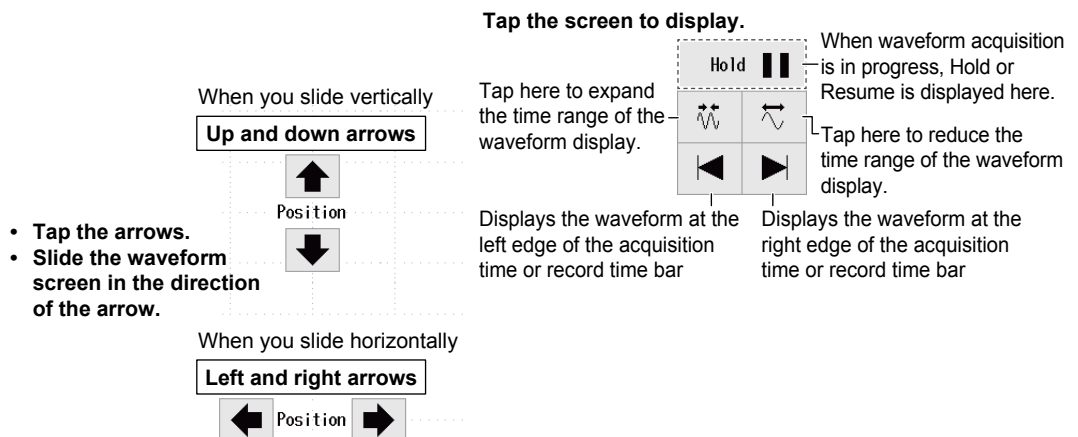 Tap the screen to display.
Hold
When waveform acquisition
is in progress, Hold or
Resume is displayed here.
Tap here to expand
the time range of the
waveform display.
Tap here to reduce the
time range of the waveform
display.
Displays the waveform at the
left edge of the acquisition
time or record time bar
Displays the waveform at the
right edge of the acquisition
time or record time bar
When you slide vertically
Up and down arrows
Position
• Tap the arrows.
• Slide the waveform
screen in the direction
of the arrow.
When you slide horizontally
Left and right arrows
Position